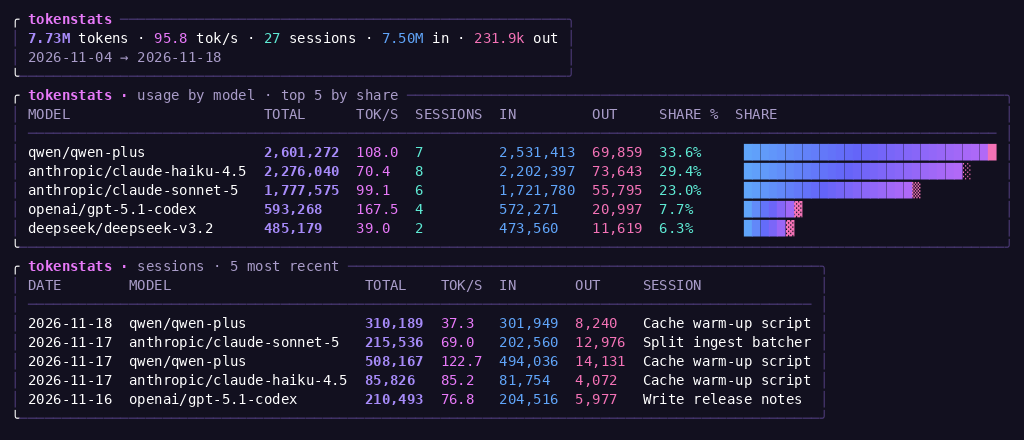 tokenstats
7.73M tokens · 95.8 tok/s · 27 sessions · 7.50M in · 231.9k out
2026-11-04 → 2026-11-18
tokenstats · usage by model · top 5 by share
MODEL TOTAL TOK/S SESSIONS IN OUT SHARE % SHARE
qwen/qwen-plus 2,601,272 108.0 7 2,531,413 69,859 33.6%
anthropic/claude-haiku-4.5 2,276,040 70.4 8 2,202,397 73,643 29.4%
anthropic/claude-sonnet-5 1,777,575 99.1 6 1,721,780 55,795 23.0%
openai/gpt-5.1-codex 593,268 167.5 4 572,271 20,997 7.7%
deepseek/deepseek-v3.2 485,179 39.0 2 473,560 11,619 6.3%
tokenstats · sessions · 5 most recent
DATE MODEL TOTAL TOK/S IN OUT SESSION
2026-11-18 qwen/qwen-plus 310,189 37.3 301,949 8,240 Cache warm-up script
2026-11-17 anthropic/claude-sonnet-5 215,536 69.0 202,560 12,976 Split ingest batcher
2026-11-17 qwen/qwen-plus 508,167 122.7 494,036 14,131 Cache warm-up script
2026-11-17 anthropic/claude-haiku-4.5 85,826 85.2 81,754 4,072 Cache warm-up script
2026-11-16 openai/gpt-5.1-codex 210,493 76.8 204,516 5,977 Write release notes